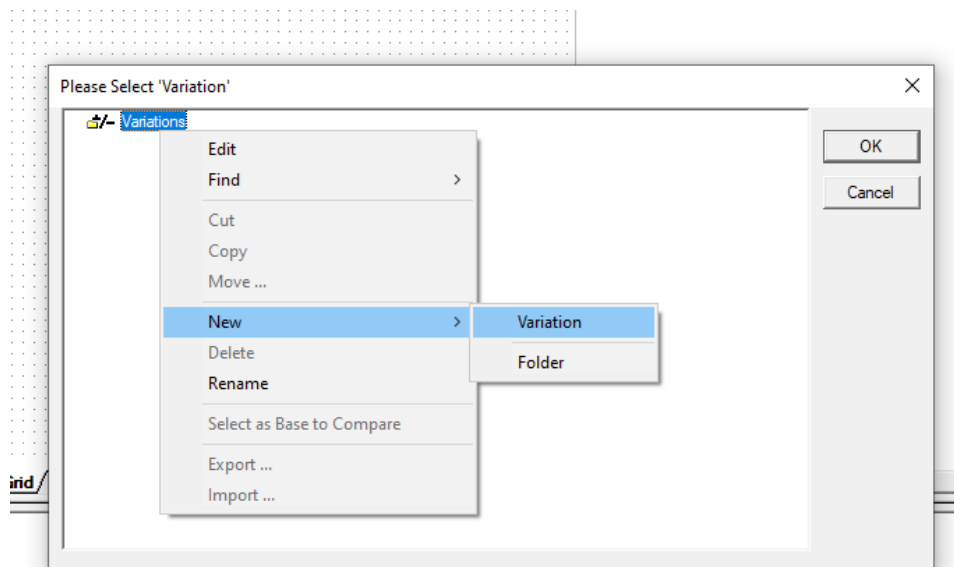 Please Select 'Variation'
Variations
OK
Cancel
Edit
Find
Cut
Copy
Move ...
New
Variation
Folder
Delete
Rename
Select as Base to Compare
Export ...
Import ...